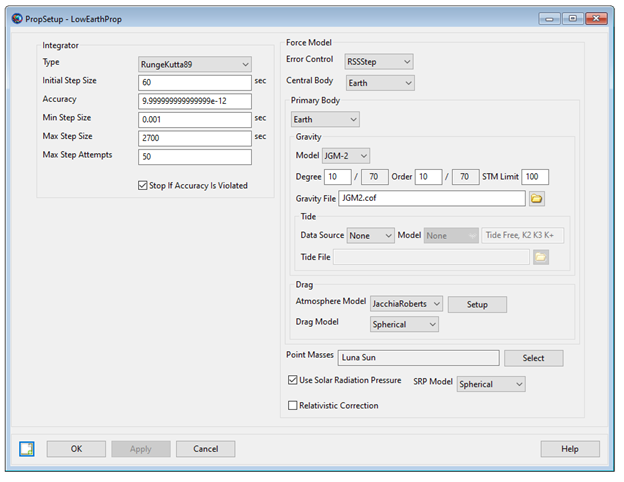 PropSetup - LowEarthProp
Integrator
Type RungeKutta89
Initial Step Size 60 sec
Accuracy 9.999999999999999e-12
Min Step Size 0.001 sec
Max Step Size 2700 sec
Max Step Attempts 50
Stop If Accuracy Is Violated
Force Model
Error Control RSSStep
Central Body Earth
Primary Body
Earth
Gravity
Model JGM-2
Degree 10 / 70 Order 10 / 70 STM Limit 100
Gravity File JGM2.cof
Tide
Data Source None Model None Tide Free, K2 K3 K+
Tide File
Drag
Atmosphere Model JacchiaRoberts Setup
Drag Model Spherical
Point Masses Luna Sun Select
Use Solar Radiation Pressure SRP Model Spherical
Relativistic Correction
OK Apply Cancel Help